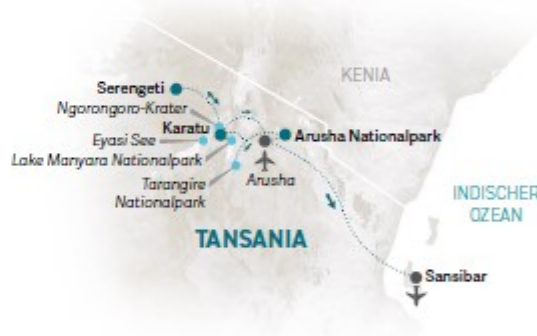 KENIA
Serengeti
Ngorongoro-Krater
Karatu
Eyasi See
Arusha Nationalpark
Lake Manyara Nationalpark
Tarangire
Nationalpark
Arusha
INDISCHER
OZEAN
TANSANIA
Sansibar